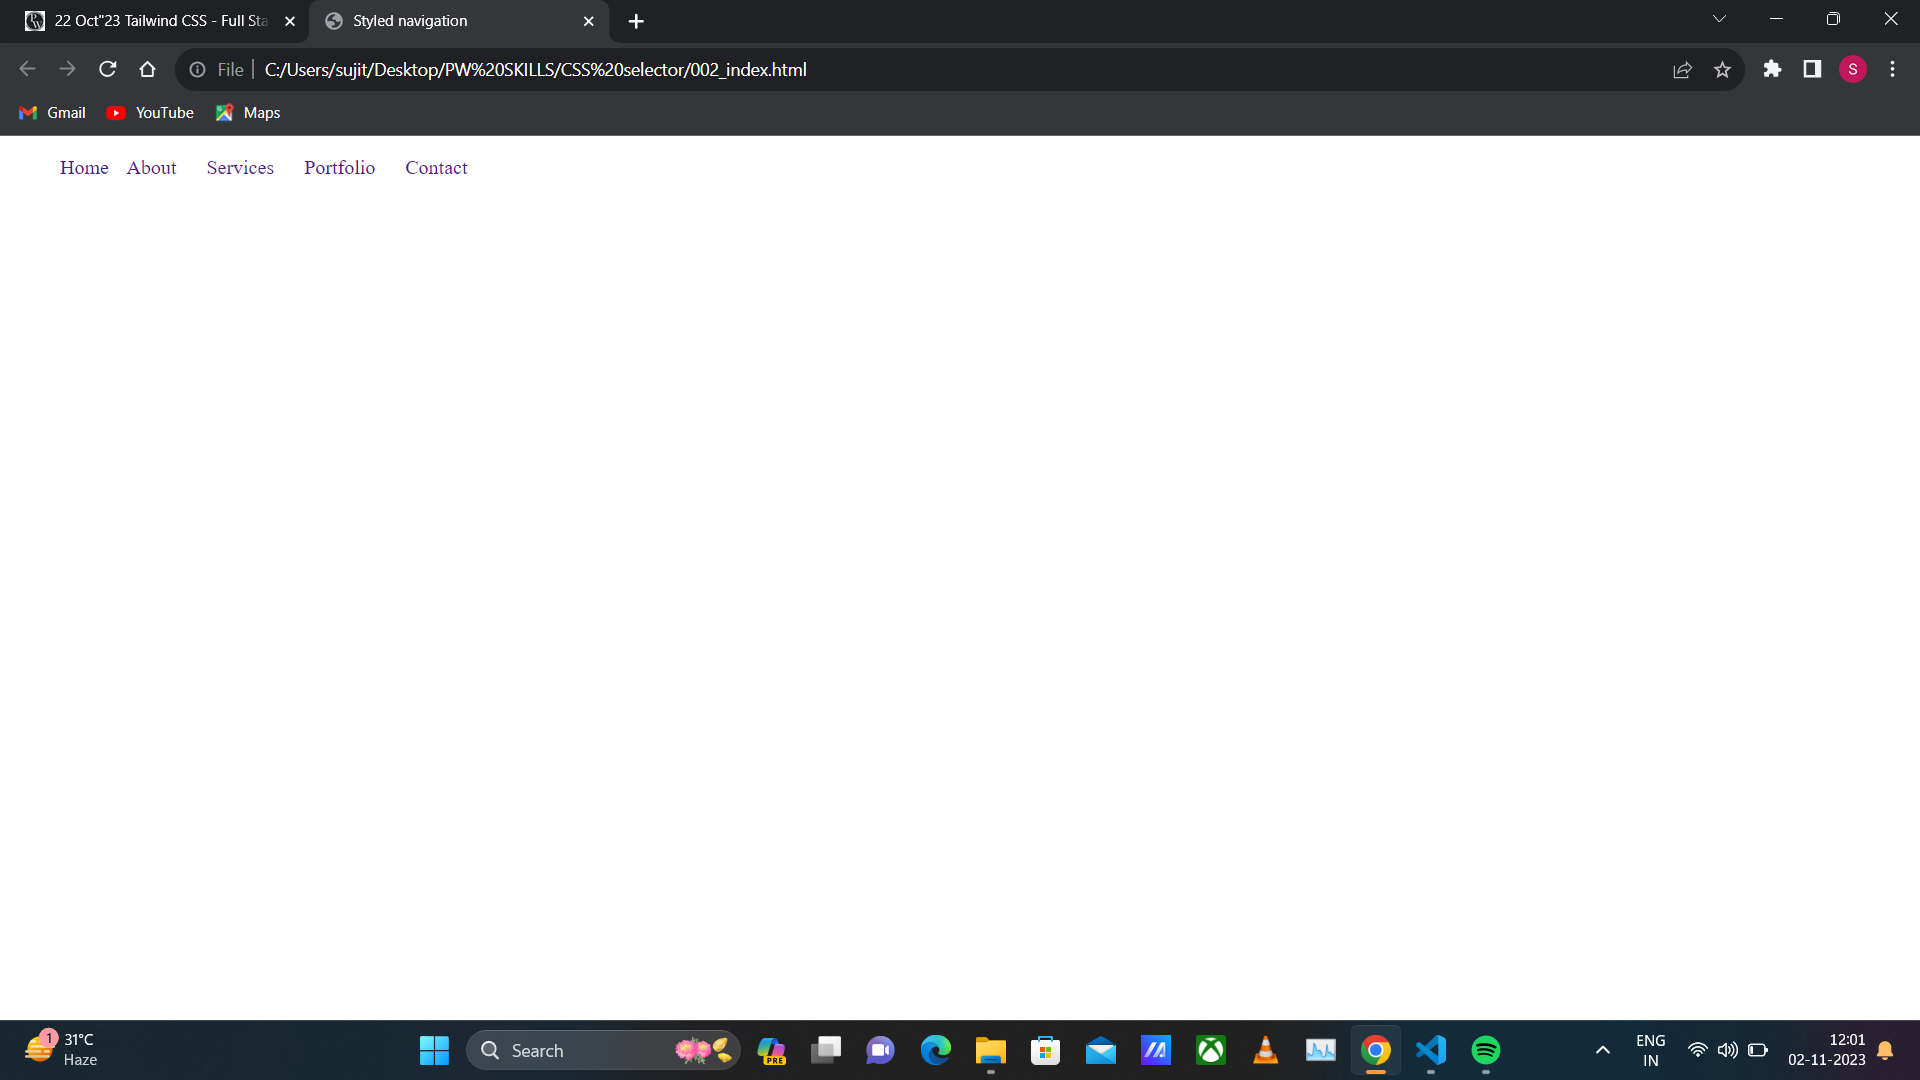 22 Oct"23 Tailwind CSS - Full Sta
Styled navigation
File
C:/Users/sujit/Desktop/PW%20SKILLS/CSS%20selector/002_index.html
S
Gmail
YouTube
Maps
Home About Services Portfolio Contact
1
31°C
Haze
Search
PRE
ENG
IN
12:01
02-11-2023